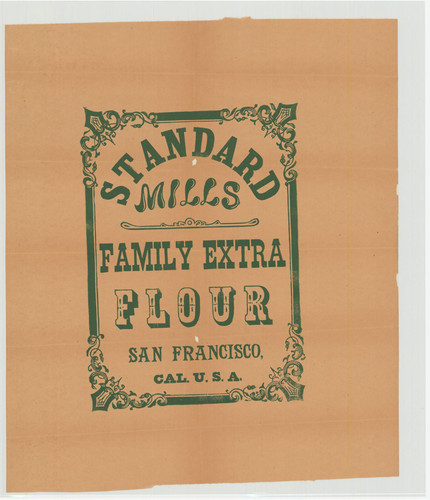 STANDARD
MILLS
FAMILY EXTRA
FLOUR
SAN FRANCISCO,
CAL. U. S. A.